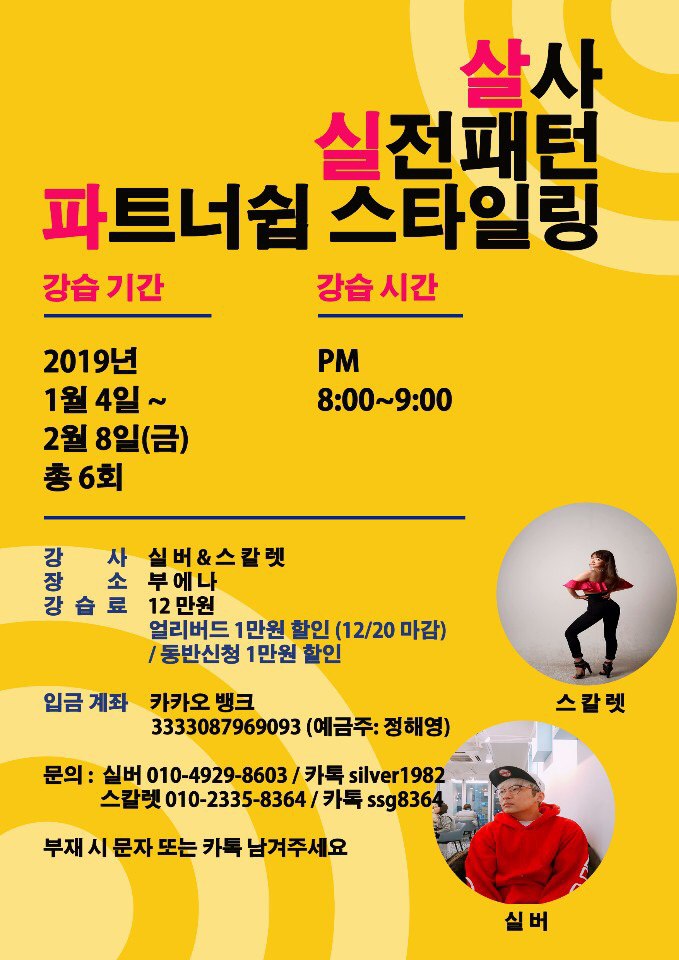 살사
실전패턴
파트너쉽 스타일링
강습 기간
2019년
1월 4일 ~
2월 8일(금)
총 6회
강습 시간
PM
8:00~9:00
강 사 실버&스칼렛
장 소 부에나
강 습 료 12 만원
얼리버드 1만원 할인 (12/20 마감)
/ 동반신청 1만원 할인
입금 계좌 카카오 뱅크
3333087969093 (예금주: 정해영)
문의 : 실버 010-4929-8603 / 카톡 silver1982
스칼렛 010-2335-8364 / 카톡 ssg8364
부재 시 문자 또는 카톡 남겨주세요
스칼렛
실버